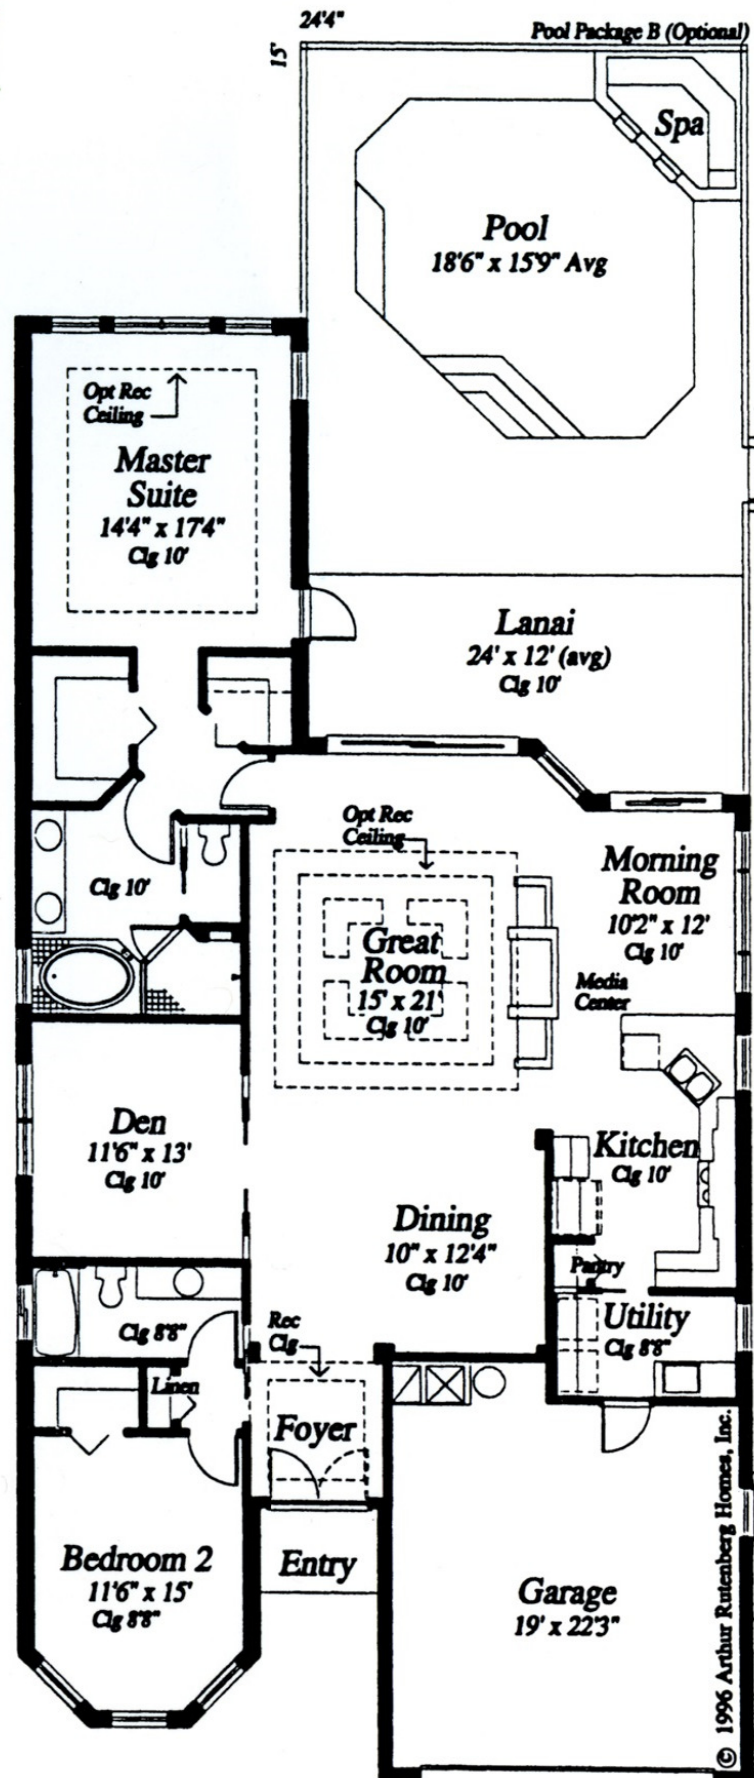 24'4"
Pool Package B (Optional)
15'
Spa
Pool
18'6" x 15'9" Avg
Opt Rec
Ceiling
Master
Suite
14'4" x 17'4"
Clg 10'
Lanai
24' x 12' (avg)
Clg 10'
Opt Rec
Ceiling
Clg 10'
Morning
Room
10'2" x 12'
Clg 10'
Great
Room
15' x 21'
Clg 10'
Media
Center
Den
11'6" x 13'
Clg 10'
Kitchen
Clg 10'
Dining
10" x 12'4"
Clg 10'
Pantry
Utility
Clg 8'8"
Clg 8'8"
Rec
Clg
Linen
Foyer
Bedroom 2
11'6" x 15'
Clg 8'8"
Entry
Garage
19' x 22'3"
© 1996 Arthur Rutenberg Homes, Inc.